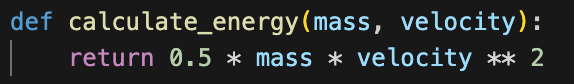 def calculate_energy(mass, velocity):
    return 0.5 * mass * velocity ** 2